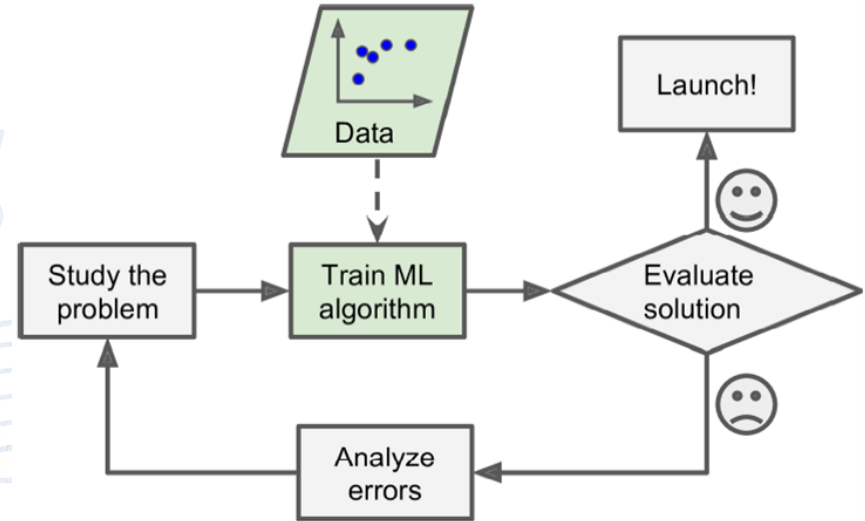 Data
Launch!
Study the
problem
Train ML
algorithm
Evaluate
solution
Analyze
errors